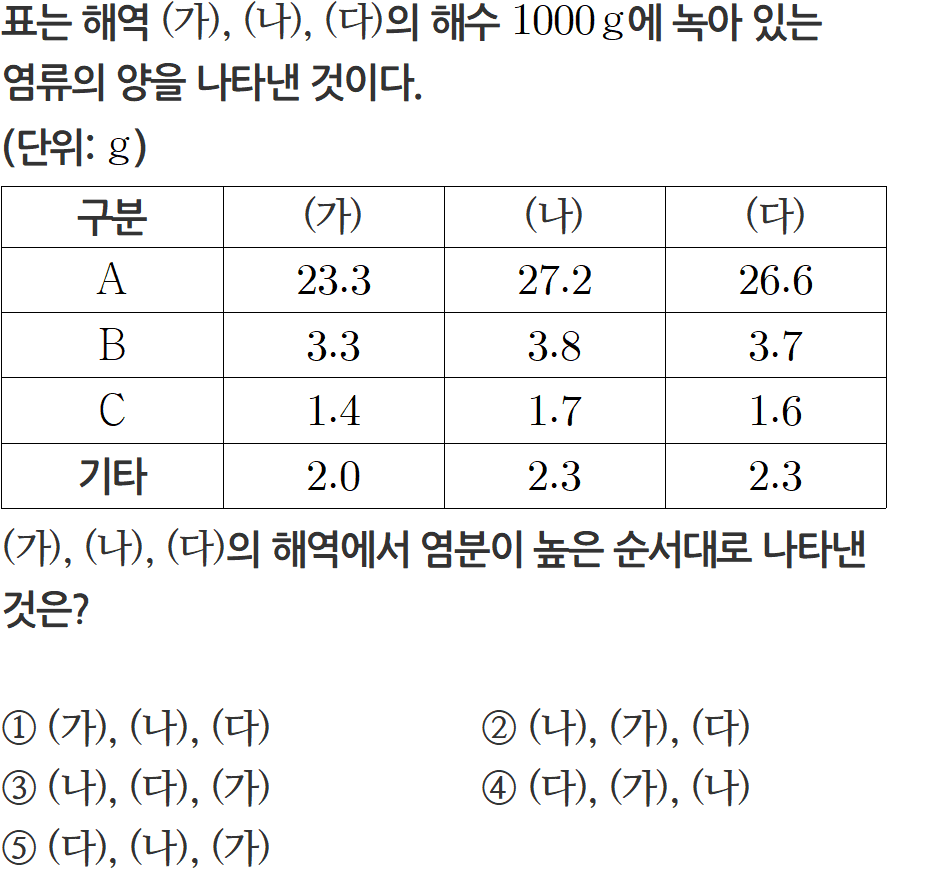 표는 해역 (가), (나), (다)의 해수 1000 g에 녹아 있는
염류의 양을 나타낸 것이다.
(단위: g)
구분 (가) (나) (다)
A 23.3 27.2 26.6
B 3.3 3.8 3.7
C 1.4 1.7 1.6
기타 2.0 2.3 2.3
(가), (나), (다)의 해역에서 염분이 높은 순서대로 나타낸
것은?
① (가), (나), (다) ② (나), (가), (다)
③ (나), (다), (가) ④ (다), (가), (나)
⑤ (다), (나), (가)